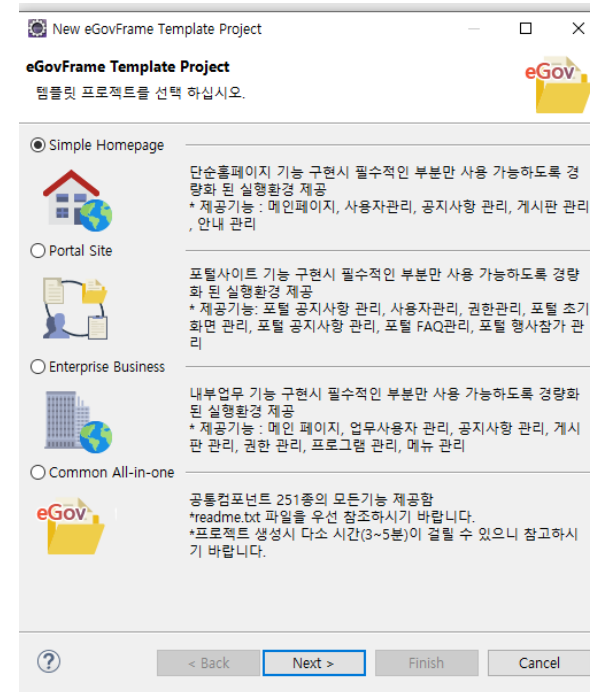 New eGovFrame Template Project
eGovFrame Template Project
템플릿 프로젝트를 선택 하십시오.
eGov
Simple Homepage
단순홈페이지 기능 구현시 필수적인 부분만 사용 가능하도록 경
량화 된 실행환경 제공
* 제공기능 : 메인페이지, 사용자관리, 공지사항 관리, 게시판 관리
, 안내 관리
Portal Site
포털사이트 기능 구현시 필수적인 부분만 사용 가능하도록 경량
화 된 실행환경 제공
* 제공기능: 포털 공지사항 관리, 사용자관리, 권한관리, 포털 초기
화면 관리, 포털 공지사항 관리, 포털 FAQ관리, 포털 행사참가 관
리
Enterprise Business
내부업무 기능 구현시 필수적인 부분만 사용 가능하도록 경량화
된 실행환경 제공
* 제공기능 : 메인 페이지, 업무사용자 관리, 공지사항 관리, 게시
판 관리, 권한 관리, 프로그램 관리, 메뉴 관리
Common All-in-one
eGov
공통컴포넌트 251종의 모든기능 제공함
*readme.txt 파일을 우선 참조하시기 바랍니다.
*프로젝트 생성시 다소 시간(3~5분)이 걸릴 수 있으니 참고하시
기 바랍니다.
?
< Back
Next >
Finish
Cancel